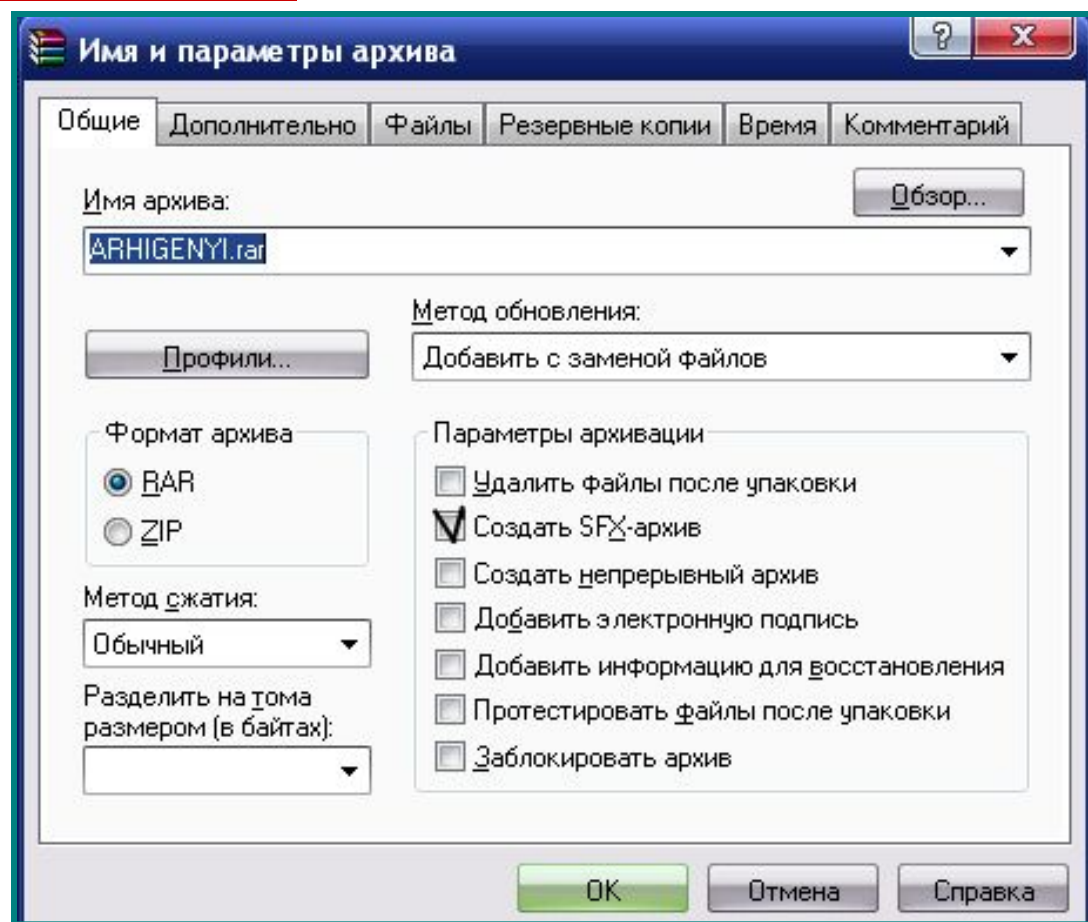 Имя и параметры архива
?
X
Общие
Дополнительно
Файлы
Резервные копии
Время
Комментарий
Обзор...
Имя архива:
ARHIGENYI.rar
Метод обновления:
Профили...
Добавить с заменой файлов
Формат архива
RAR
ZIP
Параметры архивации
Удалить файлы после упаковки
Создать SFX-архив
Создать непрерывный архив
Добавить электронную подпись
Добавить информацию для восстановления
Протестировать файлы после упаковки
Заблокировать архив
Метод сжатия:
Обычный
Разделить на тома
размером (в байтах):
OK
Отмена
Справка